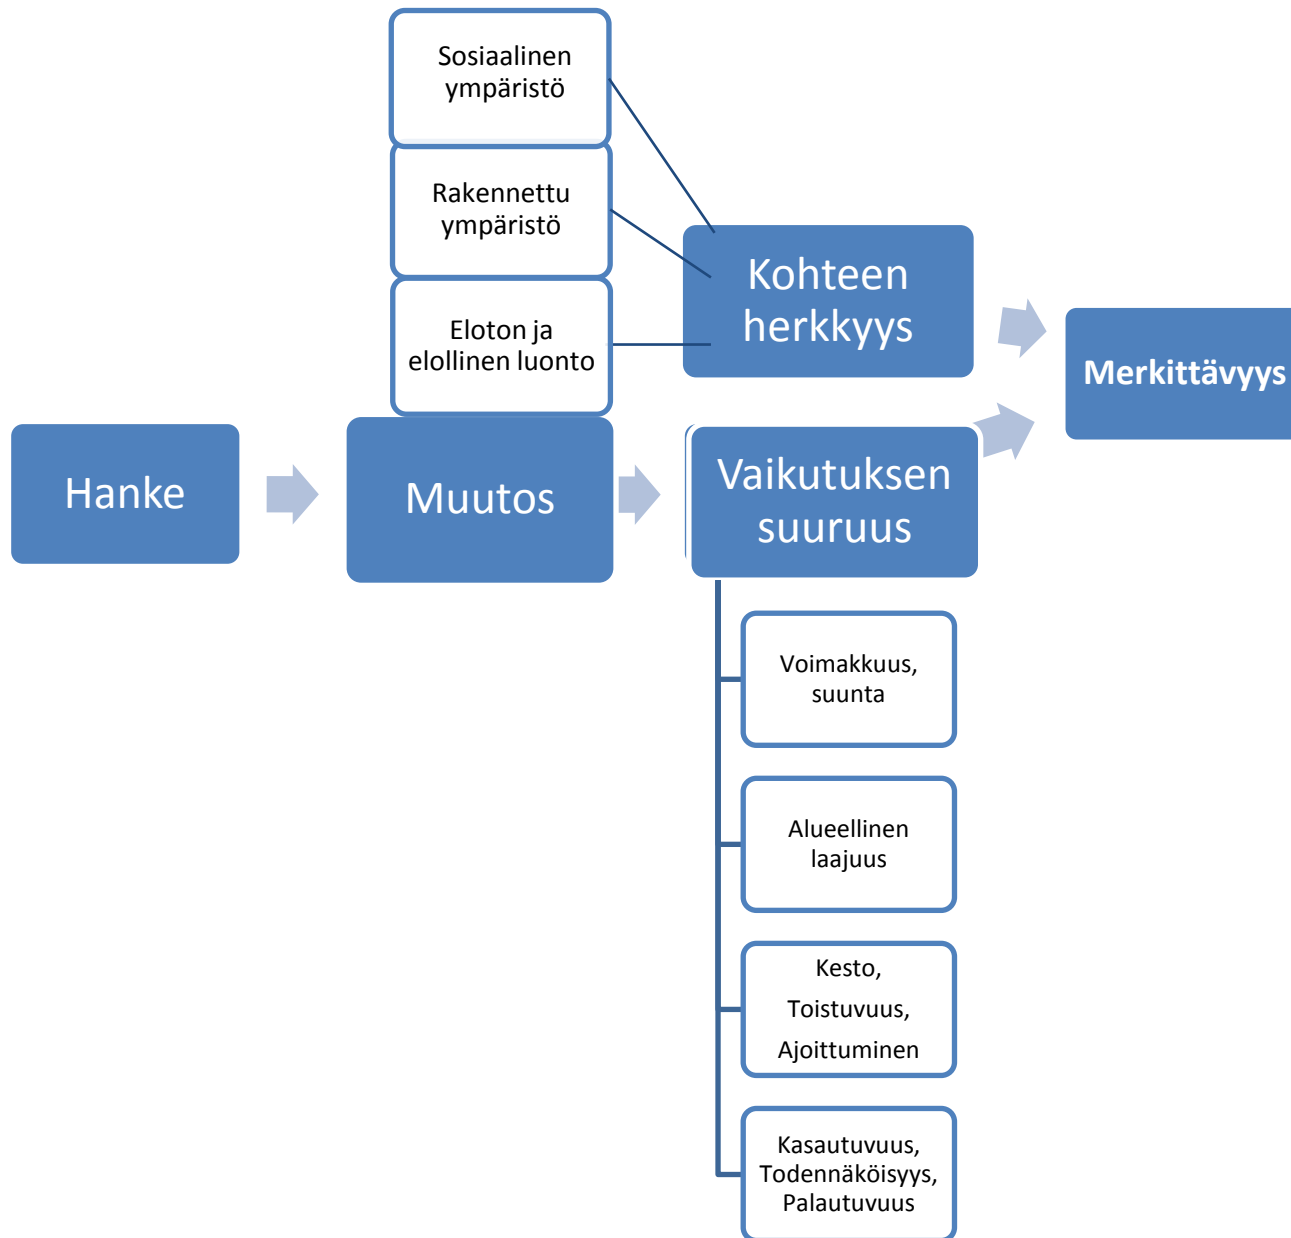 Sosiaalinen
ympäristö
Rakennettu
ympäristö
Eloton ja
elollinen luonto
Kohteen
herkkyys
Merkittävyys
Hanke
Muutos
Vaikutuksen
suuruus
Voimakkuus,
suunta
Alueellinen
laajuus
Kesto,
Toistuvuus,
Ajoittuminen
Kasautuvuus,
Todennäköisyys,
Palautuvuus